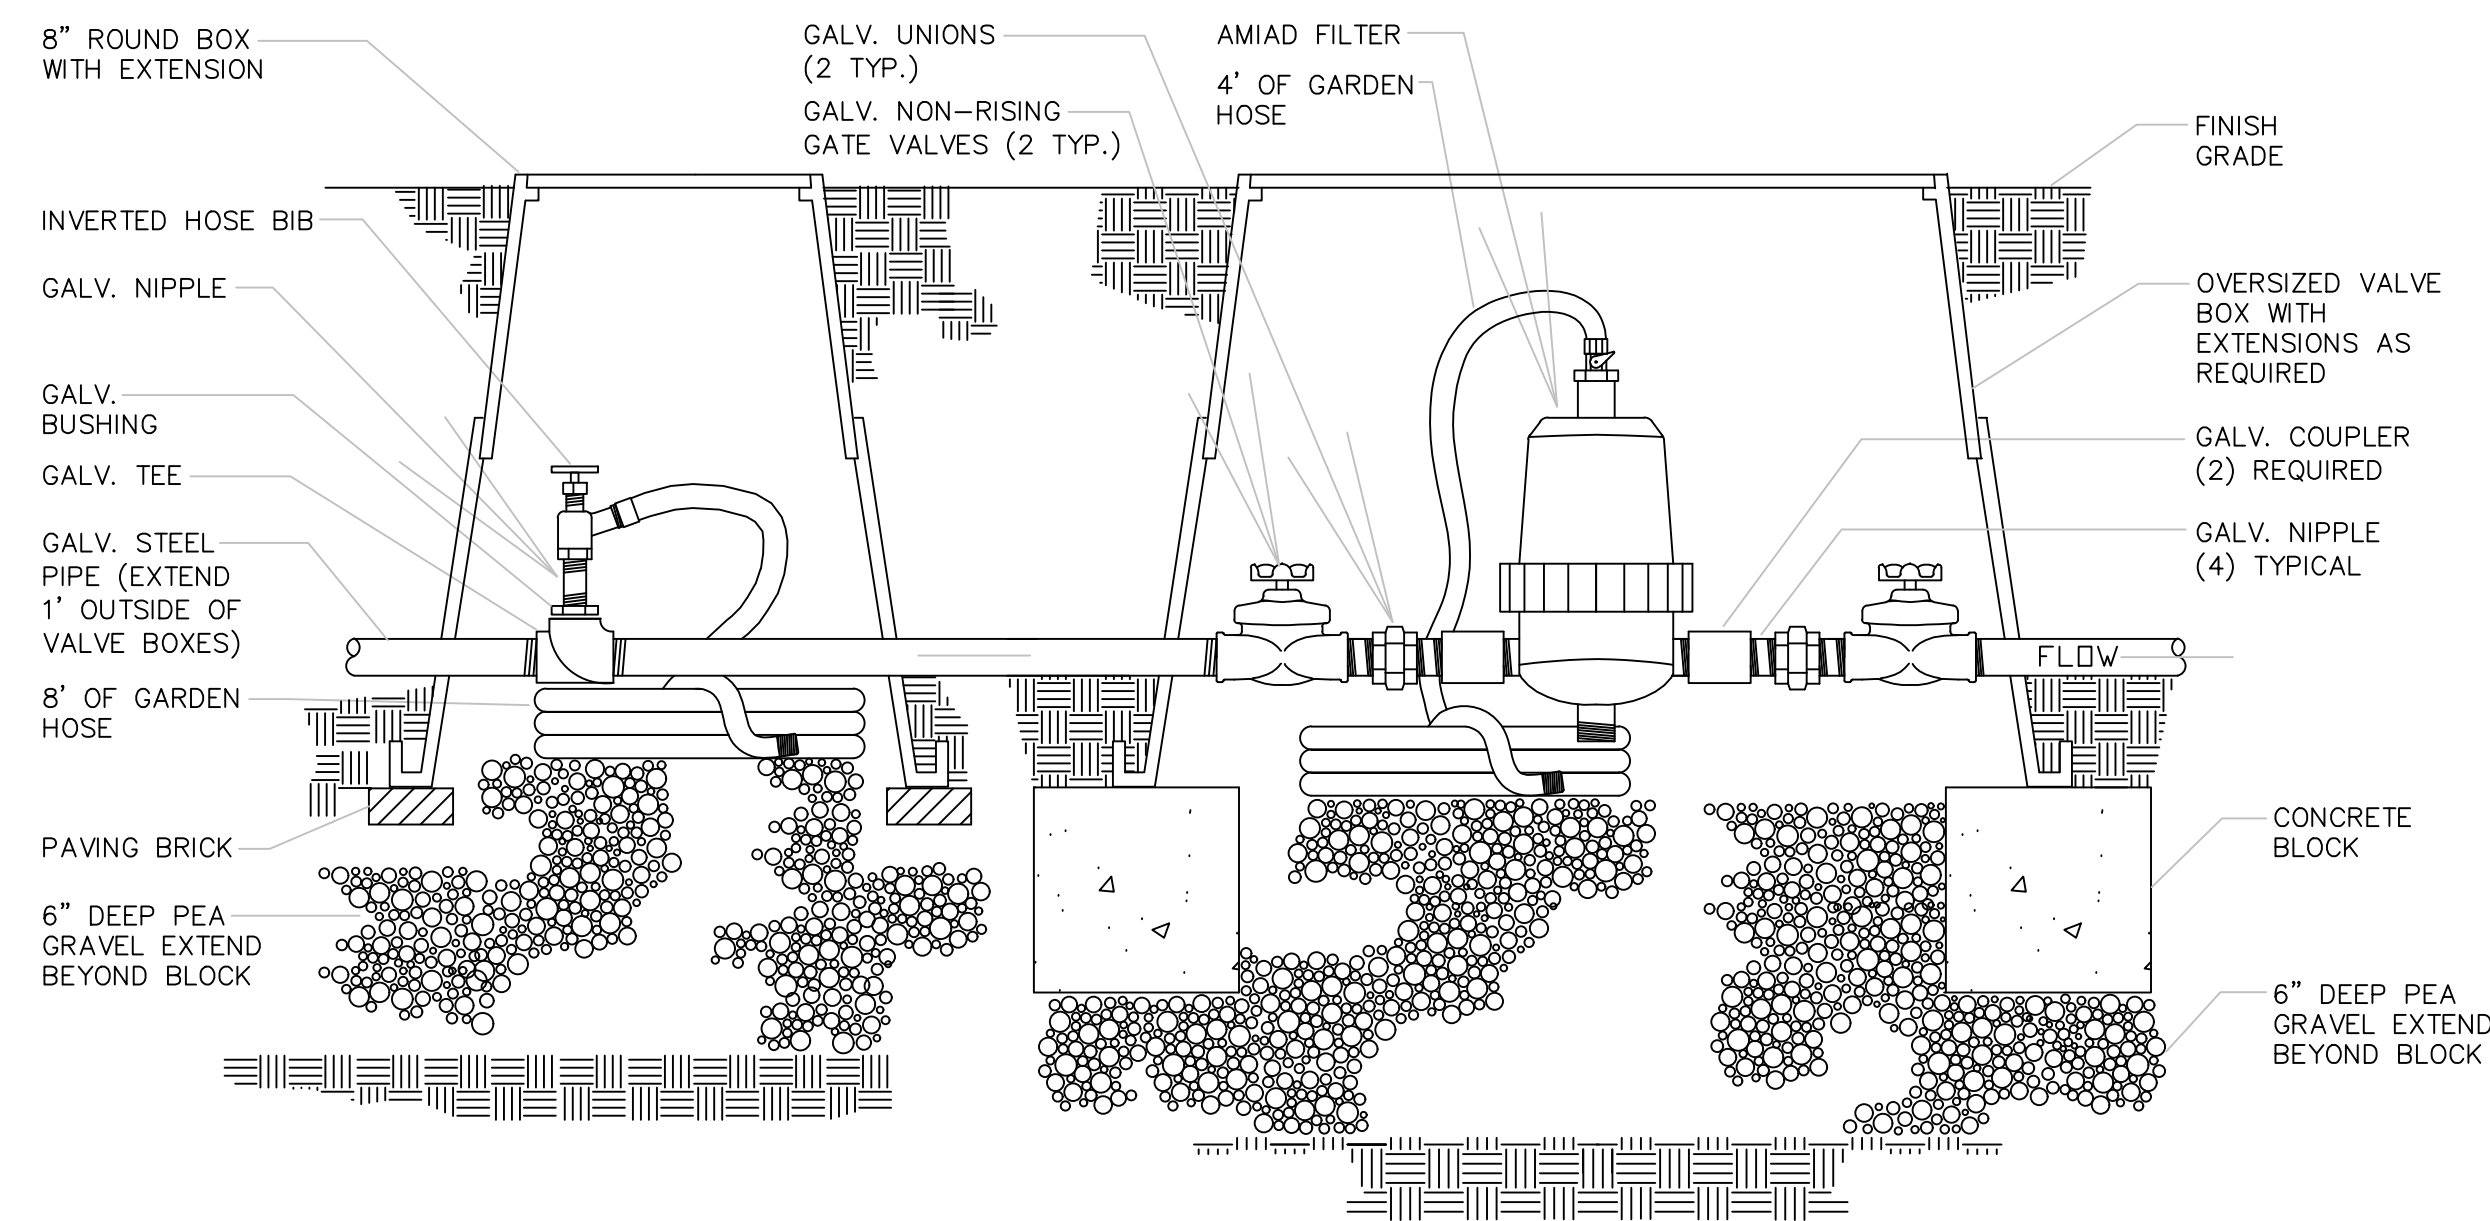 8” ROUND BOX
WITH EXTENSION
INVERTED HOSE BIB
GALV. NIPPLE
GALV.
BUSHING
GALV. TEE
GALV. STEEL
PIPE (EXTEND
1’ OUTSIDE OF
VALVE BOXES)
8’ OF GARDEN
HOSE
PAVING BRICK
6” DEEP PEA
GRAVEL EXTEND
BEYOND BLOCK
GALV. UNIONS
(2 TYP.)
GALV. NON-RISING
GATE VALVES (2 TYP.)
AMIAD FILTER
4’ OF GARDEN
HOSE
FINISH
GRADE
OVERSIZED VALVE
BOX WITH
EXTENSIONS AS
REQUIRED
GALV. COUPLER
(2) REQUIRED
GALV. NIPPLE
(4) TYPICAL
FLOW
CONCRETE
BLOCK
6” DEEP PEA
GRAVEL EXTEND
BEYOND BLOCK